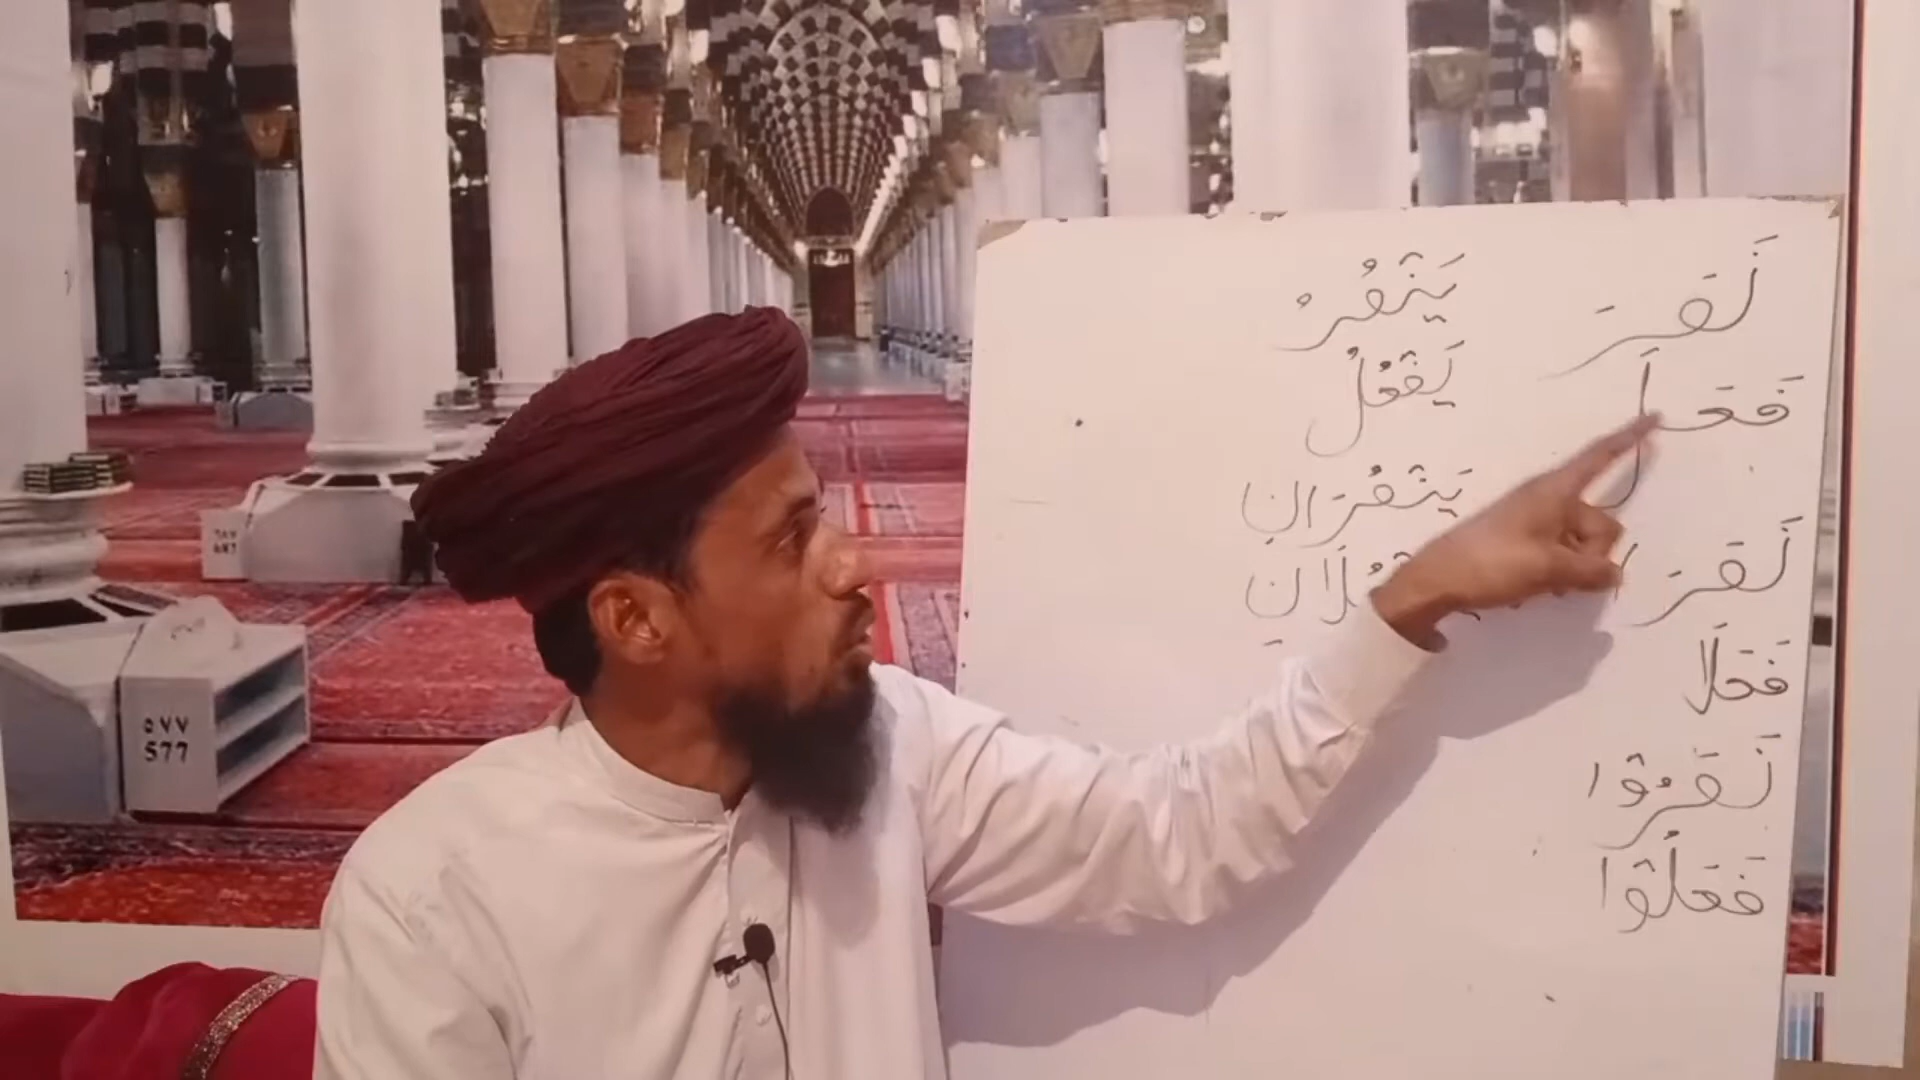 نَصَرَ
فَعَلَ
نَصَرَا
فَعَلَا
نَصَرُوْا
فَعَلُوْا
يَنْصُرُ
يَفْعُلُ
يَنْصُرَانِ
٥٧٧
577